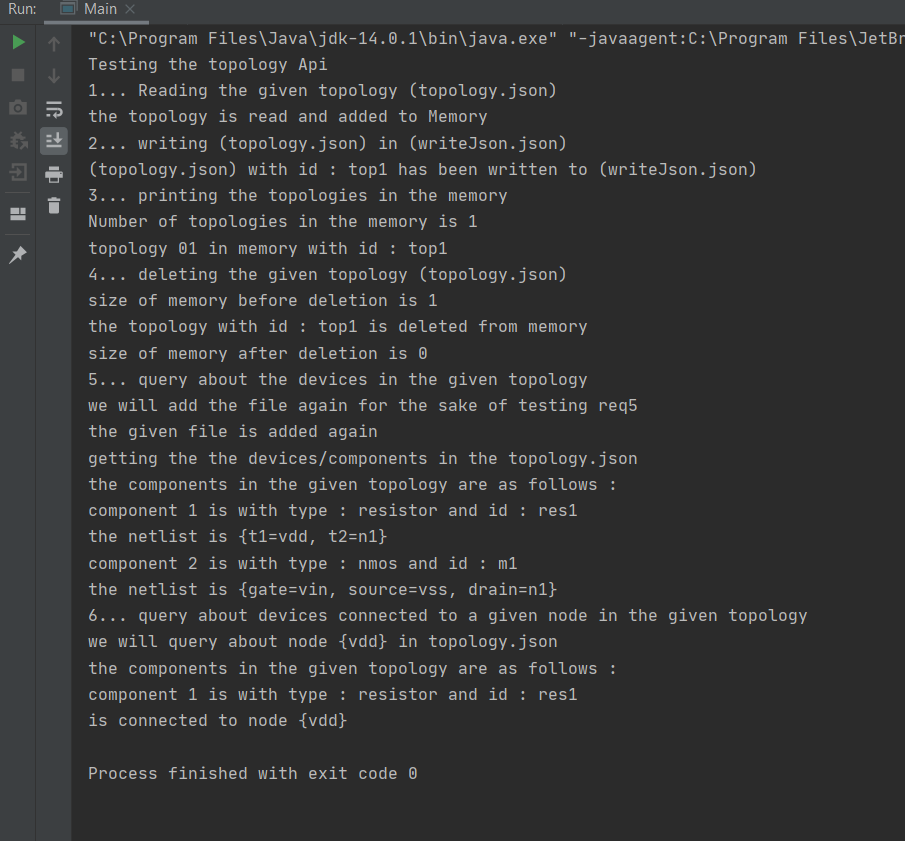 Run: Main
"C:\Program Files\Java\jdk-14.0.1\bin\java.exe" "-javaagent:C:\Program Files\JetBr
Testing the topology Api
1... Reading the given topology (topology.json)
the topology is read and added to Memory
2... writing (topology.json) in (writeJson.json)
(topology.json) with id : top1 has been written to (writeJson.json)
3... printing the topologies in the memory
Number of topologies in the memory is 1
topology 01 in memory with id : top1
4... deleting the given topology (topology.json)
size of memory before deletion is 1
the topology with id : top1 is deleted from memory
size of memory after deletion is 0
5... query about the devices in the given topology
we will add the file again for the sake of testing req5
the given file is added again
getting the the devices/components in the topology.json
the components in the given topology are as follows :
component 1 is with type : resistor and id : res1
the netlist is {t1=vdd, t2=n1}
component 2 is with type : nmos and id : m1
the netlist is {gate=vin, source=vss, drain=n1}
6... query about devices connected to a given node in the given topology
we will query about node {vdd} in topology.json
the components in the given topology are as follows :
component 1 is with type : resistor and id : res1
is connected to node {vdd}
Process finished with exit code 0